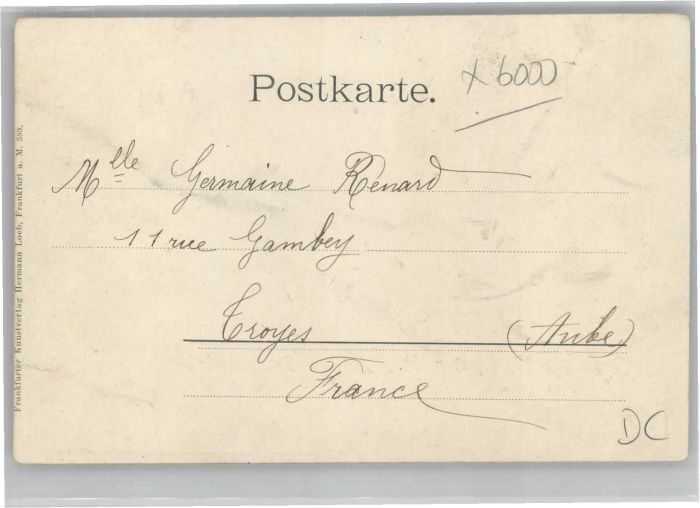 Postkarte.
x 6000
Mlle Germaine Renard
11 rue Gambey
Troyes (Aube)
France
DC
Frankfurter Kunstverlag Hermann Loeb, Frankfurt a. M. 389.